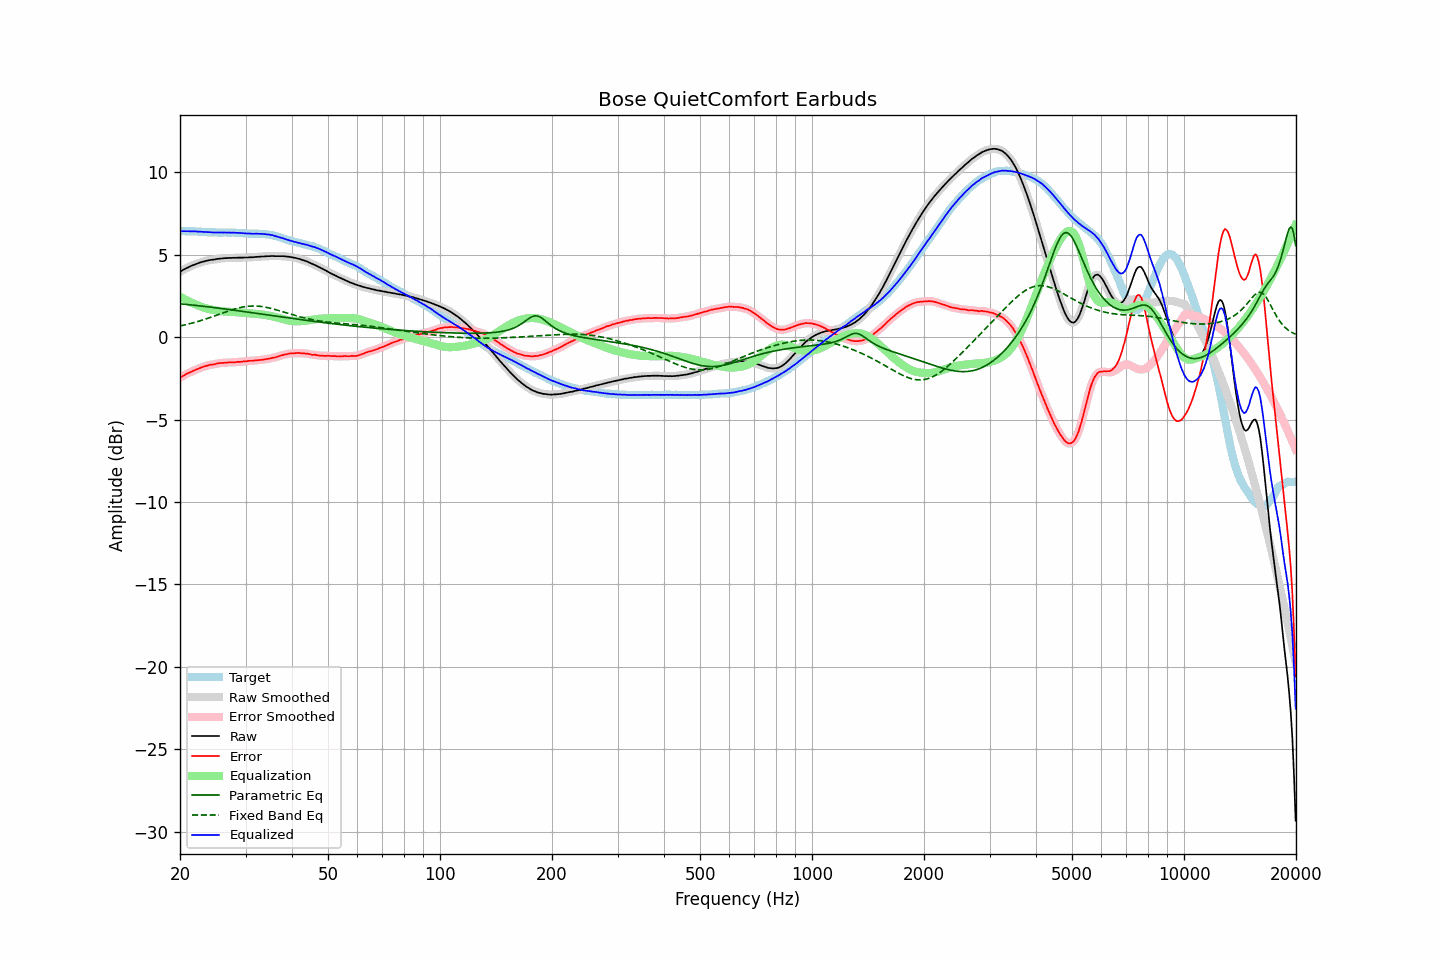 Bose QuietComfort Earbuds
10
5
0
−5
−10
−15
−20
−25
−30
Amplitude (dBr)
Target
Raw Smoothed
Error Smoothed
Raw
Error
Equalization
Parametric Eq
Fixed Band Eq
Equalized
20 50 100 200 500 1000 2000 5000 10000 20000
Frequency (Hz)